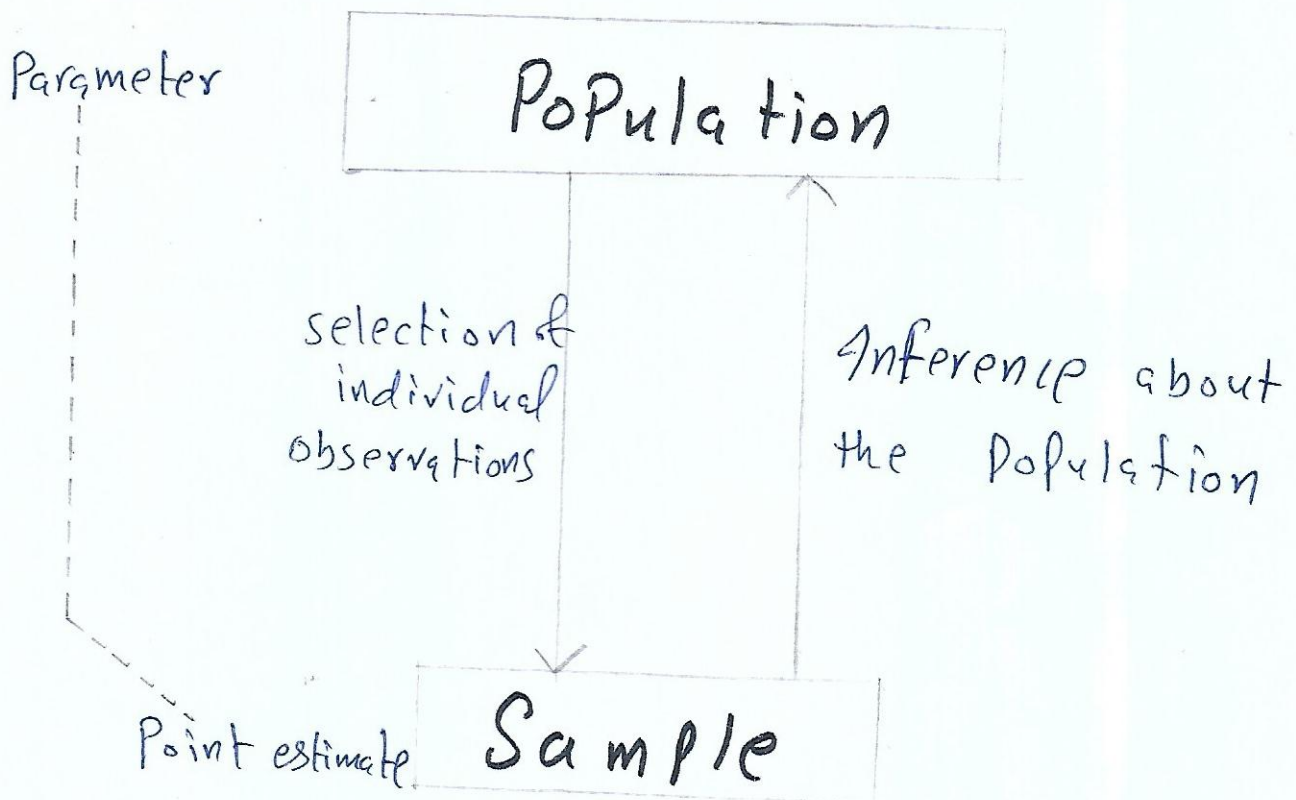 Parameter
Population
selection of
individual
observations
Inference about
the Population
Point estimate
Sample